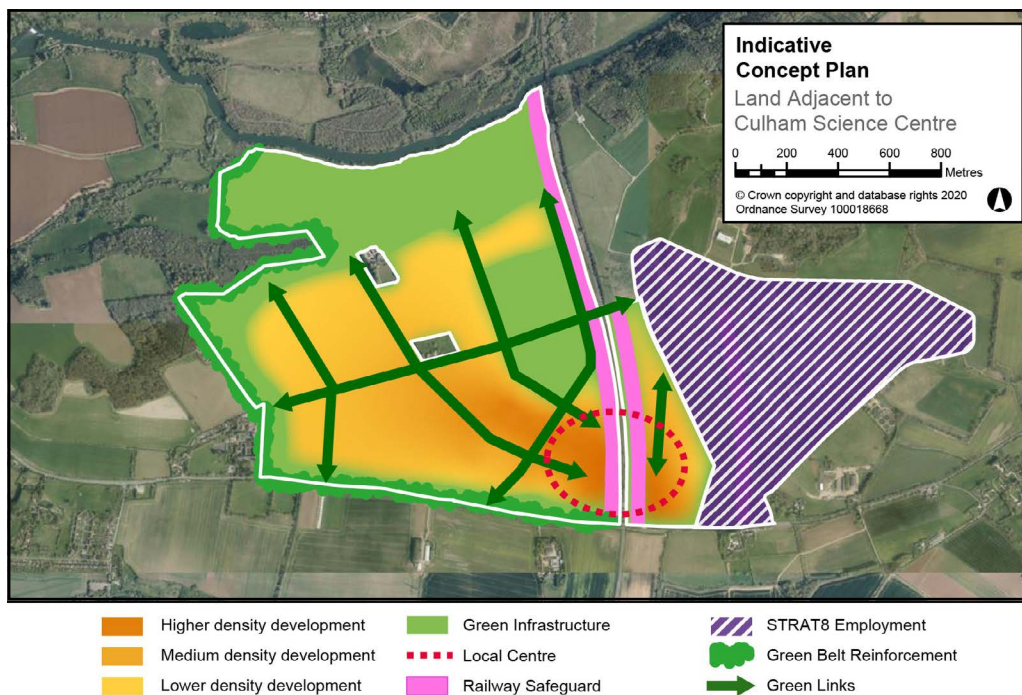 Indicative
Concept Plan
Land Adjacent to
Culham Science Centre
0 200 400 600 800
Metres
© Crown copyright and database rights 2020
Ordnance Survey 100018668
Higher density development
Medium density development
Lower density development
Green Infrastructure
Local Centre
Railway Safeguard
STRAT8 Employment
Green Belt Reinforcement
Green Links